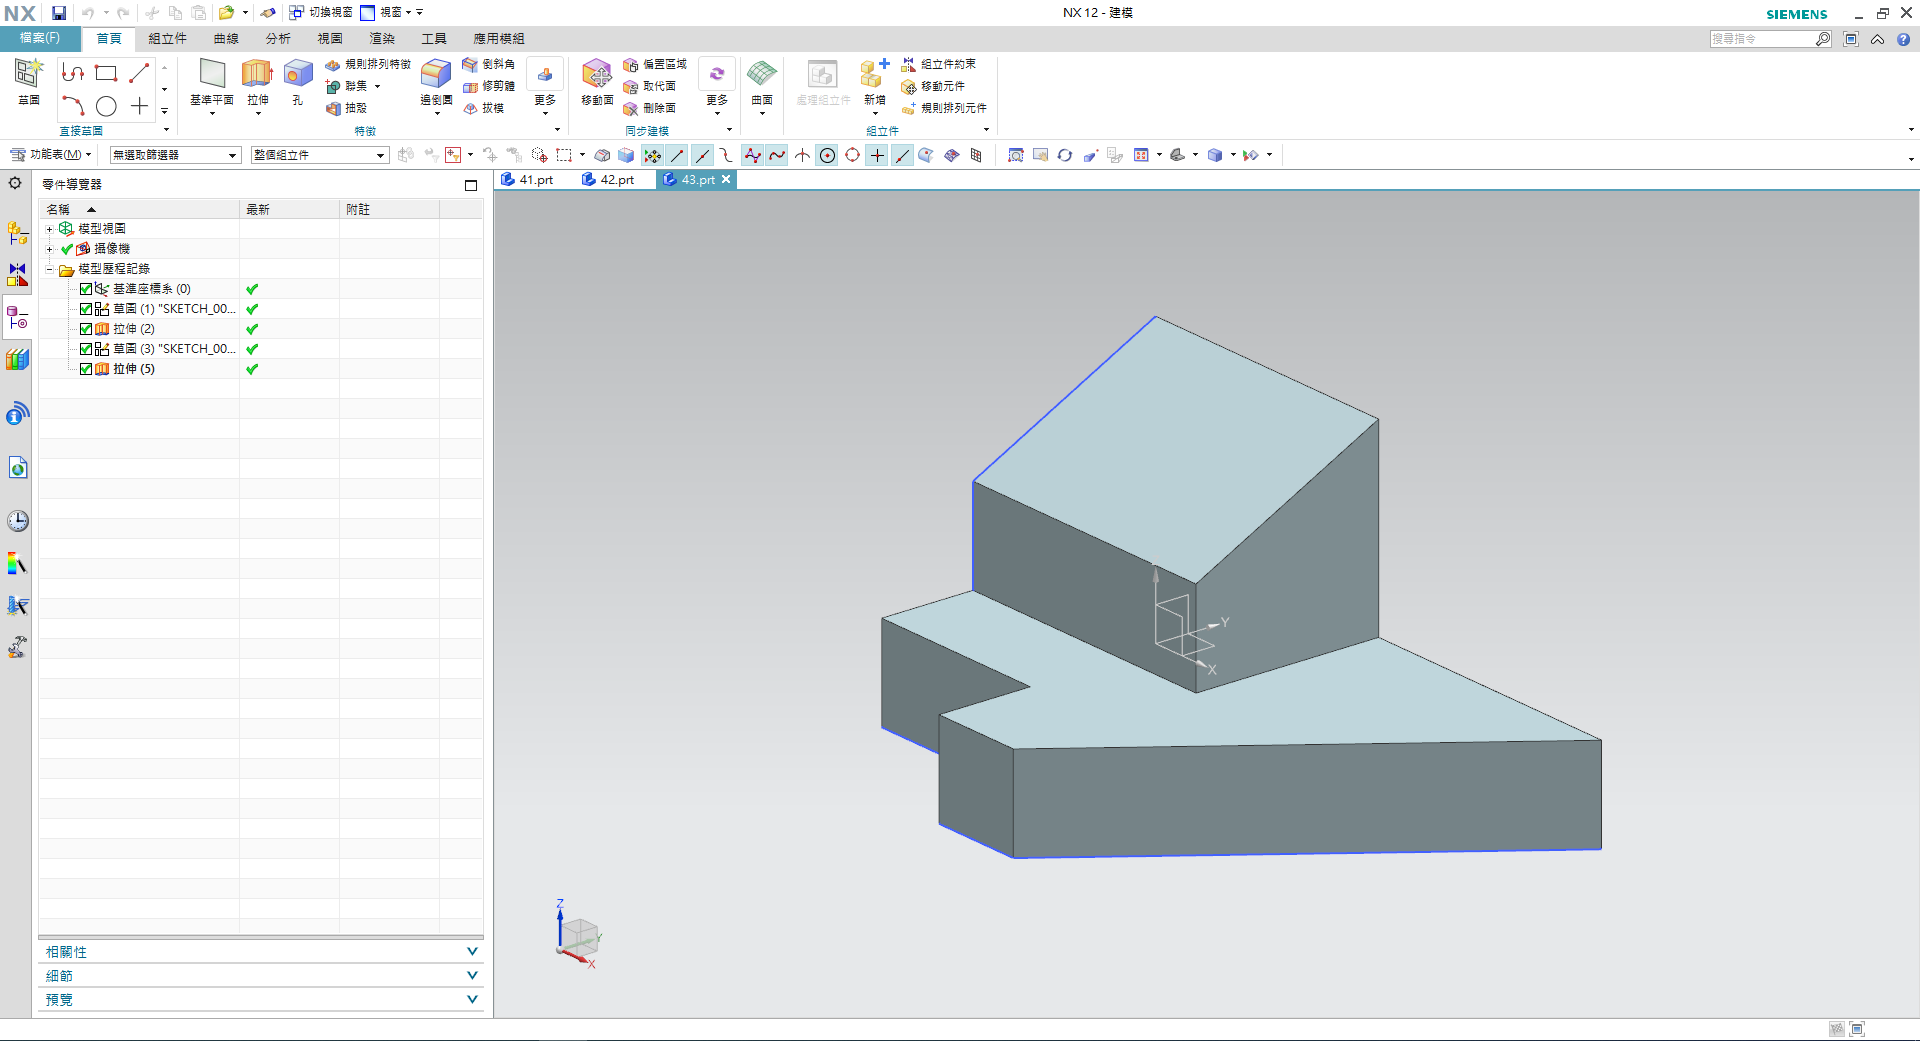 NX
切換視窗
視窗
NX 12 - 建模
SIEMENS
檔案(F)
首頁
組立件
曲線
分析
視圖
渲染
工具
應用模組
搜尋指令
草圖
直接草圖
基準平面
拉伸
孔
規則排列特徵
聯集
抽殼
邊倒圓
倒斜角
修剪體
拔模
更多
特徵
移動面
偏置區域
取代面
刪除面
更多
同步建模
曲面
處理組立件
新增
組立件約束
移動元件
規則排列元件
組立件
功能表(M)
無選取篩選器
整個組立件
零件導覽器
41.prt
42.prt
43.prt
名稱
最新
附註
模型視圖
攝像機
模型歷程記錄
基準座標系 (0)
草圖 (1) "SKETCH_00...
拉伸 (2)
草圖 (3) "SKETCH_00...
拉伸 (5)
Y
X
Z
Y
X
相關性
細節
預覽